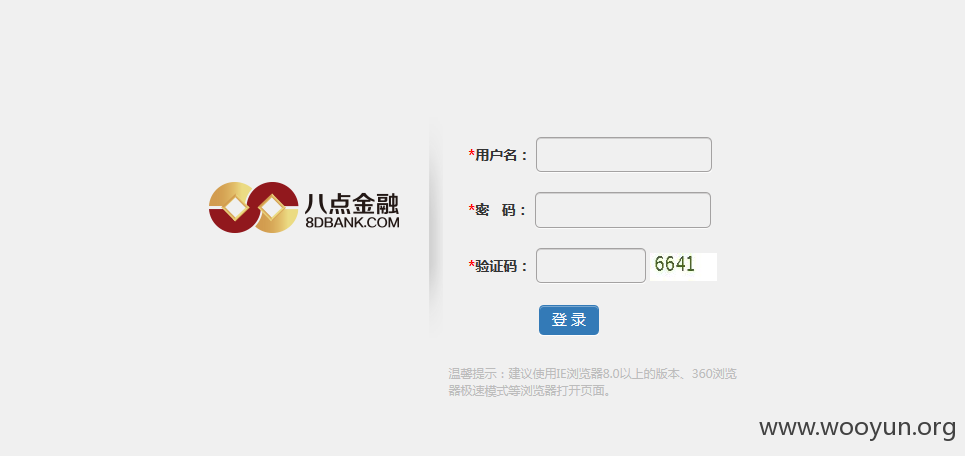 八点金融
8DBANK.COM
*用户名：
*密 码：
*验证码：
6641
登 录
温馨提示：建议使用IE浏览器8.0以上的版本、360浏览
器极速模式等浏览器打开页面。
www.wooyun.org